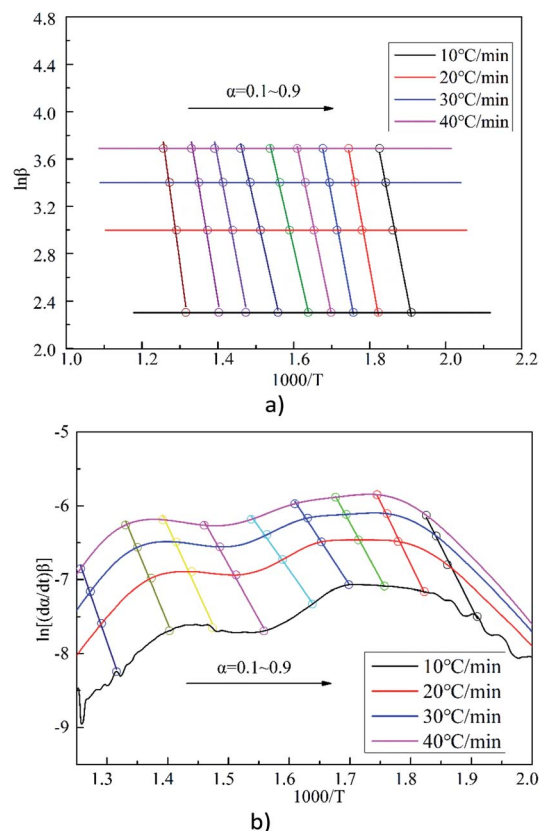 4.8
4.4
4.0
3.6
3.2
2.8
2.4
2.0
lnβ
α=0.1~0.9
10°C/min
20°C/min
30°C/min
40°C/min
1.0 1.2 1.4 1.6 1.8 2.0 2.2
1000/T
a)
-5
-6
-7
-8
-9
ln[(dα/dt)β]
α=0.1~0.9
10°C/min
20°C/min
30°C/min
40°C/min
1.3 1.4 1.5 1.6 1.7 1.8 1.9 2.0
1000/T
b)